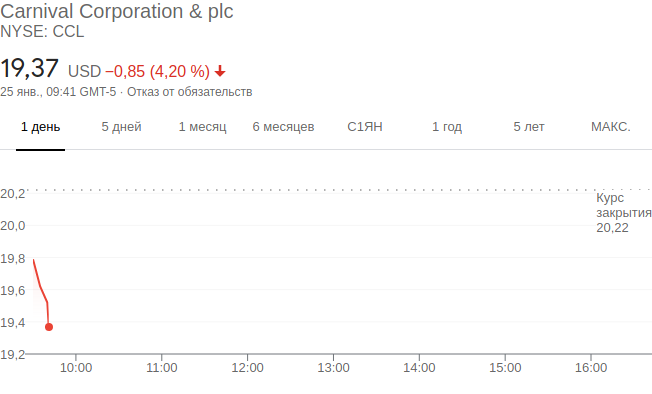 Carnival Corporation & plc
NYSE: CCL
19,37 USD −0,85 (4,20 %)
25 янв., 09:41 GMT-5 · Отказ от обязательств
1 день 5 дней 1 месяц 6 месяцев С1ЯН 1 год 5 лет МАКС.
20,2
Курс
закрытия
20,0
20,22
19,8
19,6
19,4
19,2
10:00 11:00 12:00 13:00 14:00 15:00 16:00